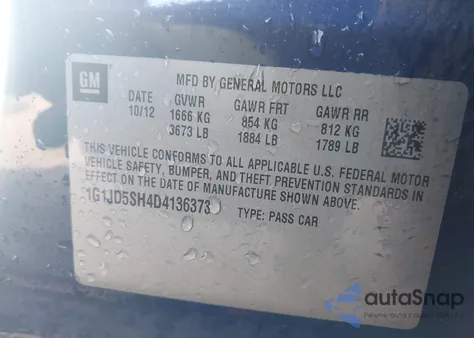 GM
MFD BY GENERAL MOTORS LLC
DATE GVWR GAWR FRT GAWR RR
10/12 1666 KG 854 KG 812 KG
3673 LB 1884 LB 1789 LB
THIS VEHICLE CONFORMS TO ALL APPLICABLE U.S. FEDERAL MOTOR
VEHICLE SAFETY, BUMPER, AND THEFT PREVENTION STANDARDS IN
EFFECT ON THE DATE OF MANUFACTURE SHOWN ABOVE.
1G1JD5SH4D4136373 TYPE: PASS CAR
autoSnap